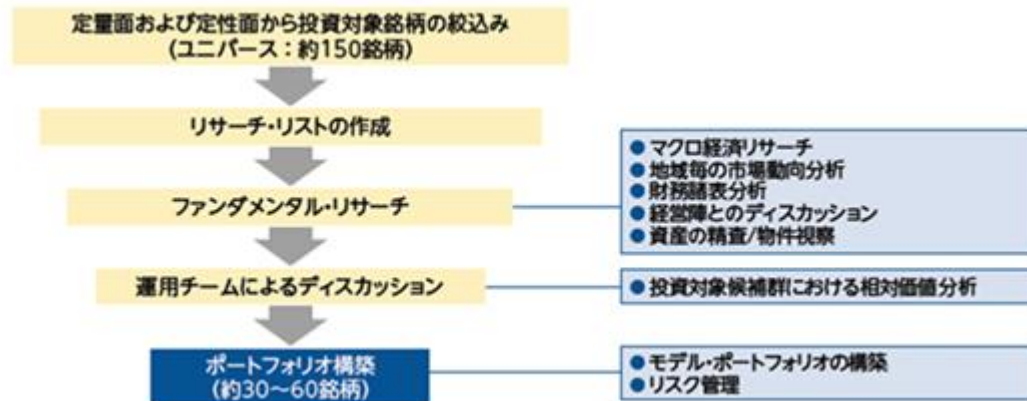 定量面および定性面から投資対象銘柄の絞込み
(ユニバース：約150銘柄)
リサーチ・リストの作成
ファンダメンタル・リサーチ
● マクロ経済リサーチ
● 地域毎の市場動向分析
● 財務諸表分析
● 経営陣とのディスカッション
● 資産の精査/物件視察
運用チームによるディスカッション
● 投資対象候補群における相対価値分析
ポートフォリオ構築
(約30～60銘柄)
● モデル・ポートフォリオの構築
● リスク管理